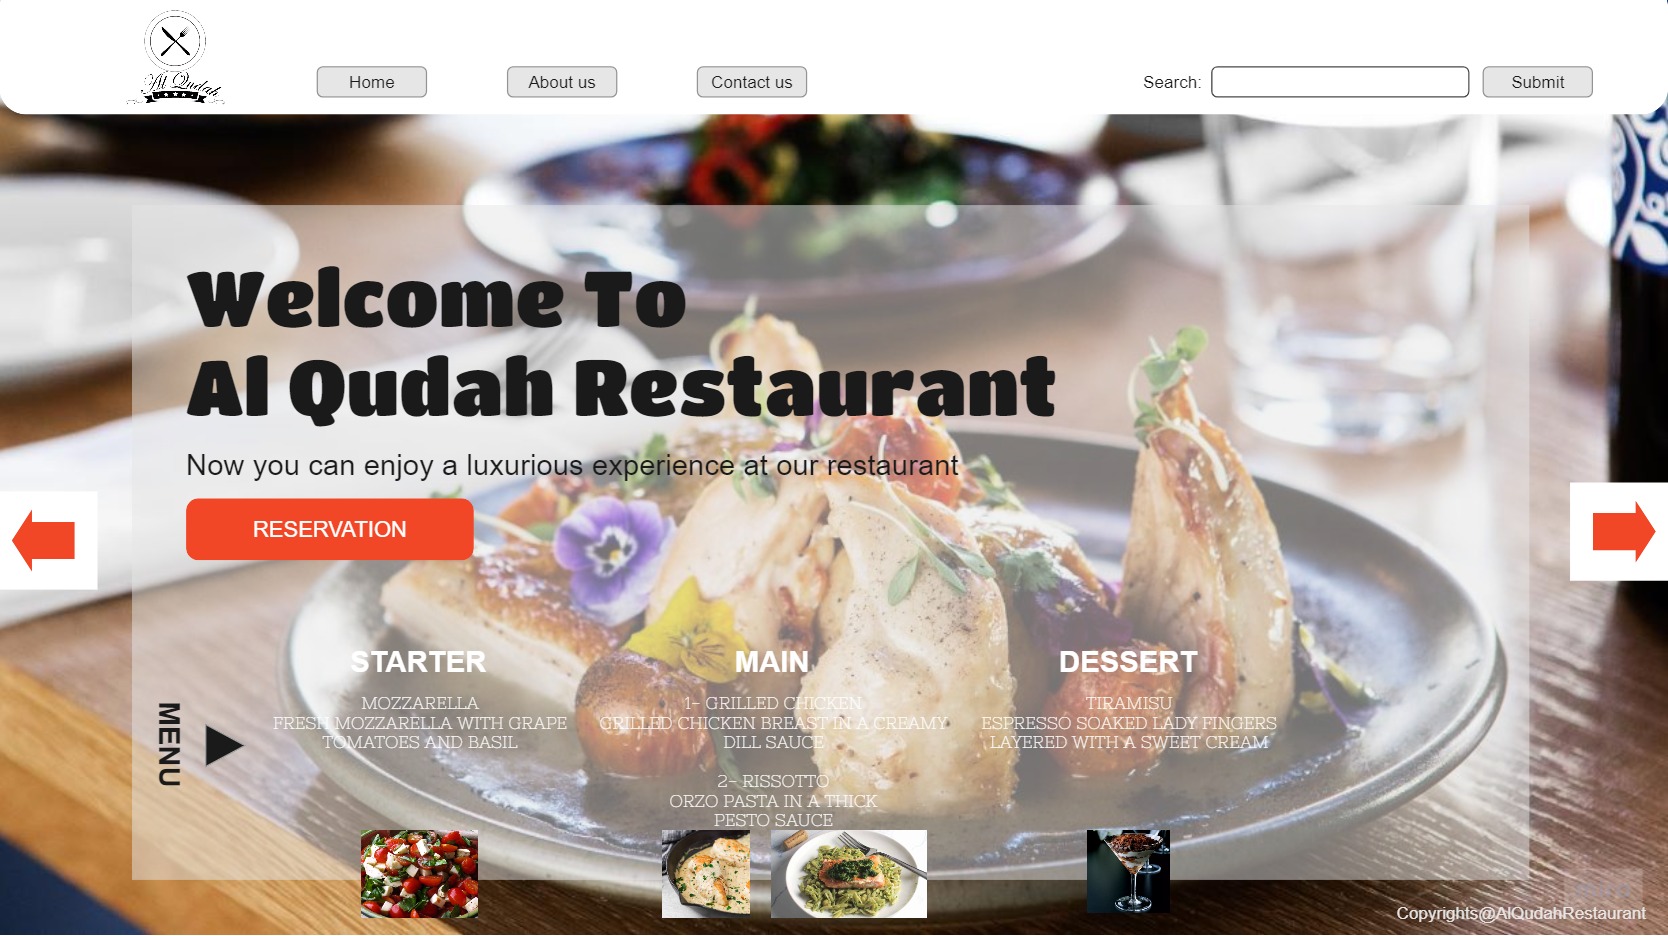 Al Qudah
Home
About us
Contact us
Search:
Submit
Welcome To
Al Qudah Restaurant
Now you can enjoy a luxurious experience at our restaurant
RESERVATION
MENU
STARTER
MOZZARELLA
FRESH MOZZARELLA WITH GRAPE
TOMATOES AND BASIL
MAIN
1- GRILLED CHICKEN
GRILLED CHICKEN BREAST IN A CREAMY
DILL SAUCE
2- RISSOTTO
ORZO PASTA IN A THICK
PESTO SAUCE
DESSERT
TIRAMISU
ESPRESSO SOAKED LADY FINGERS
LAYERED WITH A SWEET CREAM
Copyrights@AlQudahRestaurant